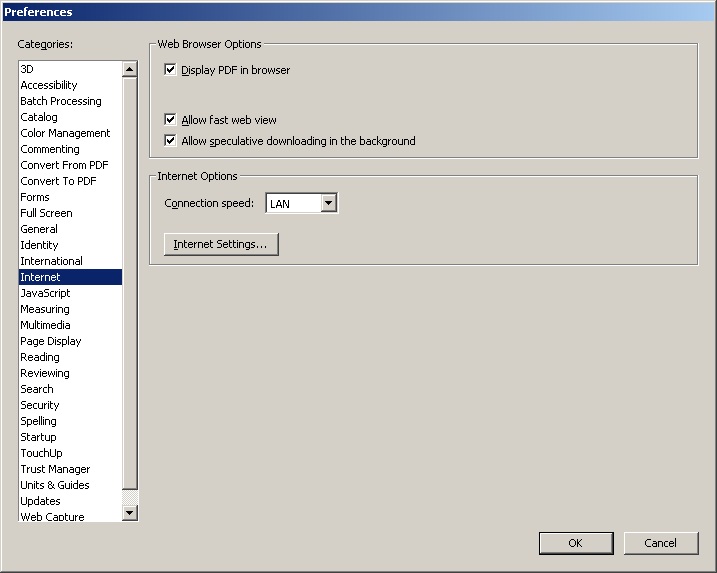 Preferences
Categories:
3D
Accessibility
Batch Processing
Catalog
Color Management
Commenting
Convert From PDF
Convert To PDF
Forms
Full Screen
General
Identity
International
Internet
JavaScript
Measuring
Multimedia
Page Display
Reading
Reviewing
Search
Security
Spelling
Startup
TouchUp
Trust Manager
Units & Guides
Updates
Web Capture
Web Browser Options
Display PDF in browser
Allow fast web view
Allow speculative downloading in the background
Internet Options
Connection speed: LAN
Internet Settings...
OK Cancel